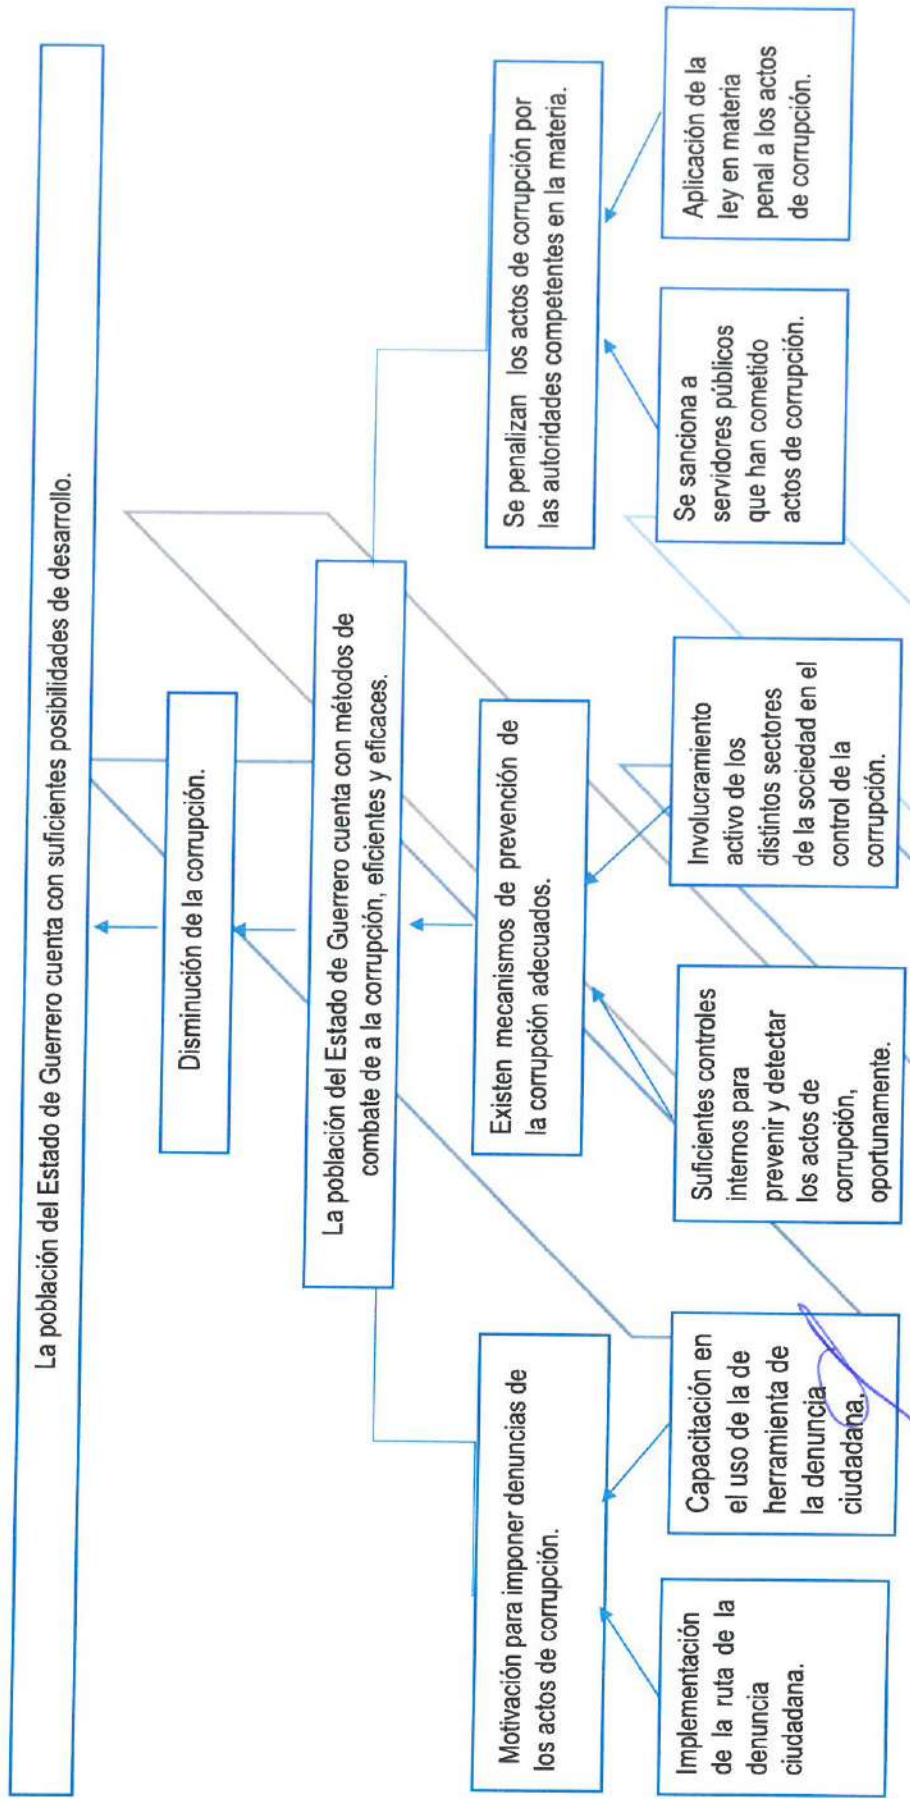 La población del Estado de Guerrero cuenta con suficientes posibilidades de desarrollo.
Disminución de la corrupción.
La población del Estado de Guerrero cuenta con métodos de
combate de a la corrupción, eficientes y eficaces.
Motivación para imponer denuncias de
los actos de corrupción.
Existen mecanismos de prevención de
la corrupción adecuados.
Se penalizan los actos de corrupción por
las autoridades competentes en la materia.
Implementación
de la ruta de la
denuncia
ciudadana.
Capacitación en
el uso de la de
herramienta de
la denuncia
ciudadana.
Suficientes controles
internos para
prevenir y detectar
los actos de
corrupción,
oportunamente.
Involucramiento
activo de los
distintos sectores
de la sociedad en el
control de la
corrupción.
Se sanciona a
servidores públicos
que han cometido
actos de corrupción.
Aplicación de la
ley en materia
penal a los actos
de corrupción.